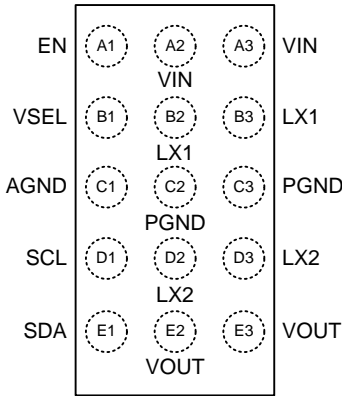 EN A1 A2 A3 VIN
VIN
VSEL B1 B2 B3 LX1
LX1
AGND C1 C2 C3 PGND
PGND
SCL D1 D2 D3 LX2
LX2
SDA E1 E2 E3 VOUT
VOUT